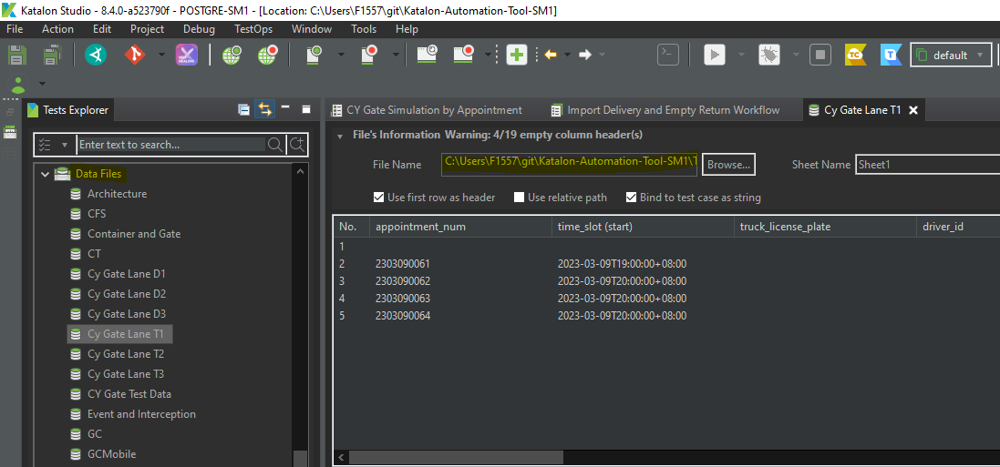 Katalon Studio - 8.4.0-a523790f - POSTGRE-SM1 - [Location: C:\Users\F1557\git\Katalon-Automation-Tool-SM1]
File Action Edit Project Debug TestOps Window Tools Help
TC T default
Tests Explorer
CY Gate Simulation by Appointment Import Delivery and Empty Return Workflow Cy Gate Lane T1
File's Information Warning: 4/19 empty column header(s)
Enter text to search...
File Name C:\Users\F1557\git\Katalon-Automation-Tool-SM1\T Browse... Sheet Name Sheet1
Use first row as header Use relative path Bind to test case as string
Data Files
Architecture
CFS
Container and Gate
CT
Cy Gate Lane D1
Cy Gate Lane D2
Cy Gate Lane D3
Cy Gate Lane T1
Cy Gate Lane T2
Cy Gate Lane T3
CY Gate Test Data
Event and Interception
GC
GCMobile
No. appointment_num time_slot (start) truck_license_plate driver_id
1
2 2303090061 2023-03-09T19:00:00+08:00
3 2303090062 2023-03-09T20:00:00+08:00
4 2303090063 2023-03-09T20:00:00+08:00
5 2303090064 2023-03-09T20:00:00+08:00